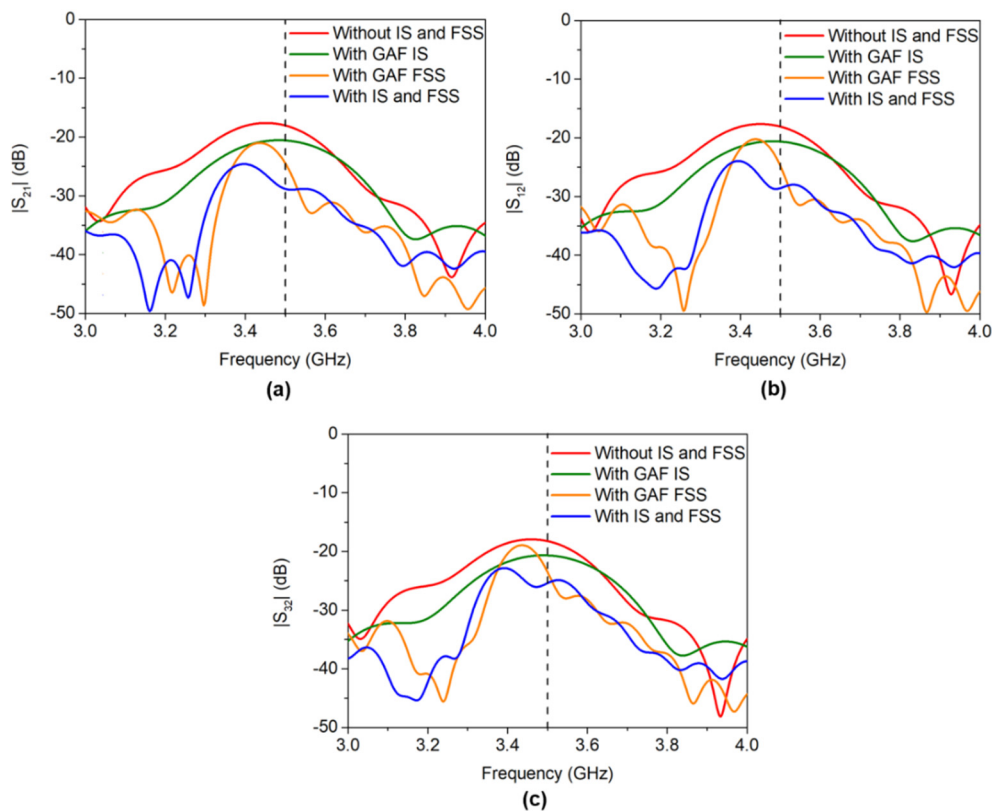 0
-10
-20
-30
-40
-50
|S21| (dB)
Without IS and FSS
With GAF IS
With GAF FSS
With IS and FSS
3.0 3.2 3.4 3.6 3.8 4.0
Frequency (GHz)
(a)
0
-10
-20
-30
-40
-50
|S12| (dB)
Without IS and FSS
With GAF IS
With GAF FSS
With IS and FSS
3.0 3.2 3.4 3.6 3.8 4.0
Frequency (GHz)
(b)
0
-10
-20
-30
-40
-50
|S32| (dB)
Without IS and FSS
With GAF IS
With GAF FSS
With IS and FSS
3.0 3.2 3.4 3.6 3.8 4.0
Frequency (GHz)
(c)